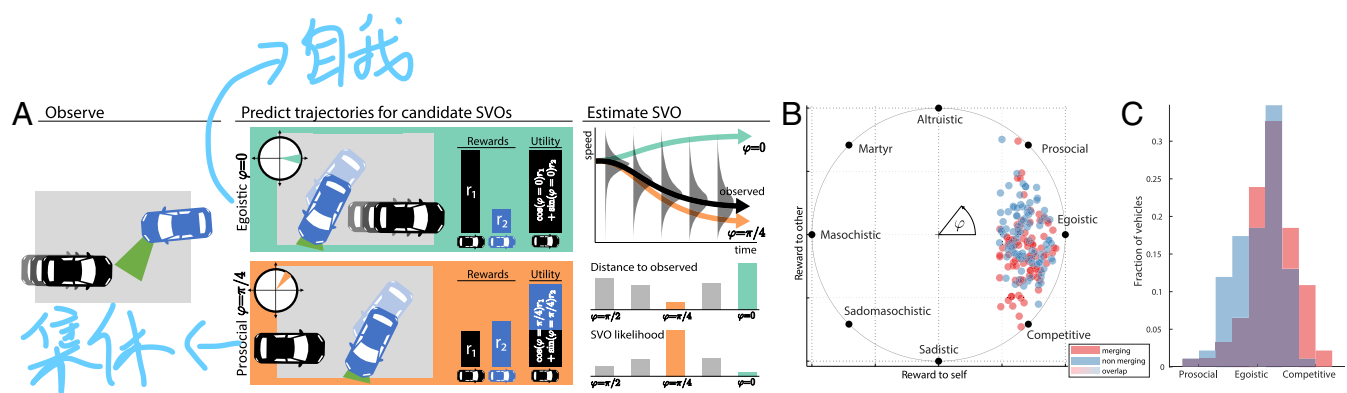 自我
A
Observe
Predict trajectories for candidate SVOs
Estimate SVO
Egoistic φ=0
Rewards
Utility
r1
r2
cos(φ = 0)r1
+ sin(φ = 0)r2
speed
φ=0
observed
φ=π/4
time
集体
Prosocial φ=π/4
Rewards
Utility
r1
r2
cos(φ = π/4)r1
+ sin(φ = π/4)r2
Distance to observed
φ=π/2
φ=π/4
φ=0
SVO likelihood
φ=π/2
φ=π/4
φ=0
B
Altruistic
Martyr
Prosocial
Reward to other
Masochistic
φ
Egoistic
Sadomasochistic
Competitive
Sadistic
Reward to self
merging
non merging
overlap
C
Fraction of vehicles
0.3
0.25
0.2
0.15
0.1
0.05
0
Prosocial
Egoistic
Competitive